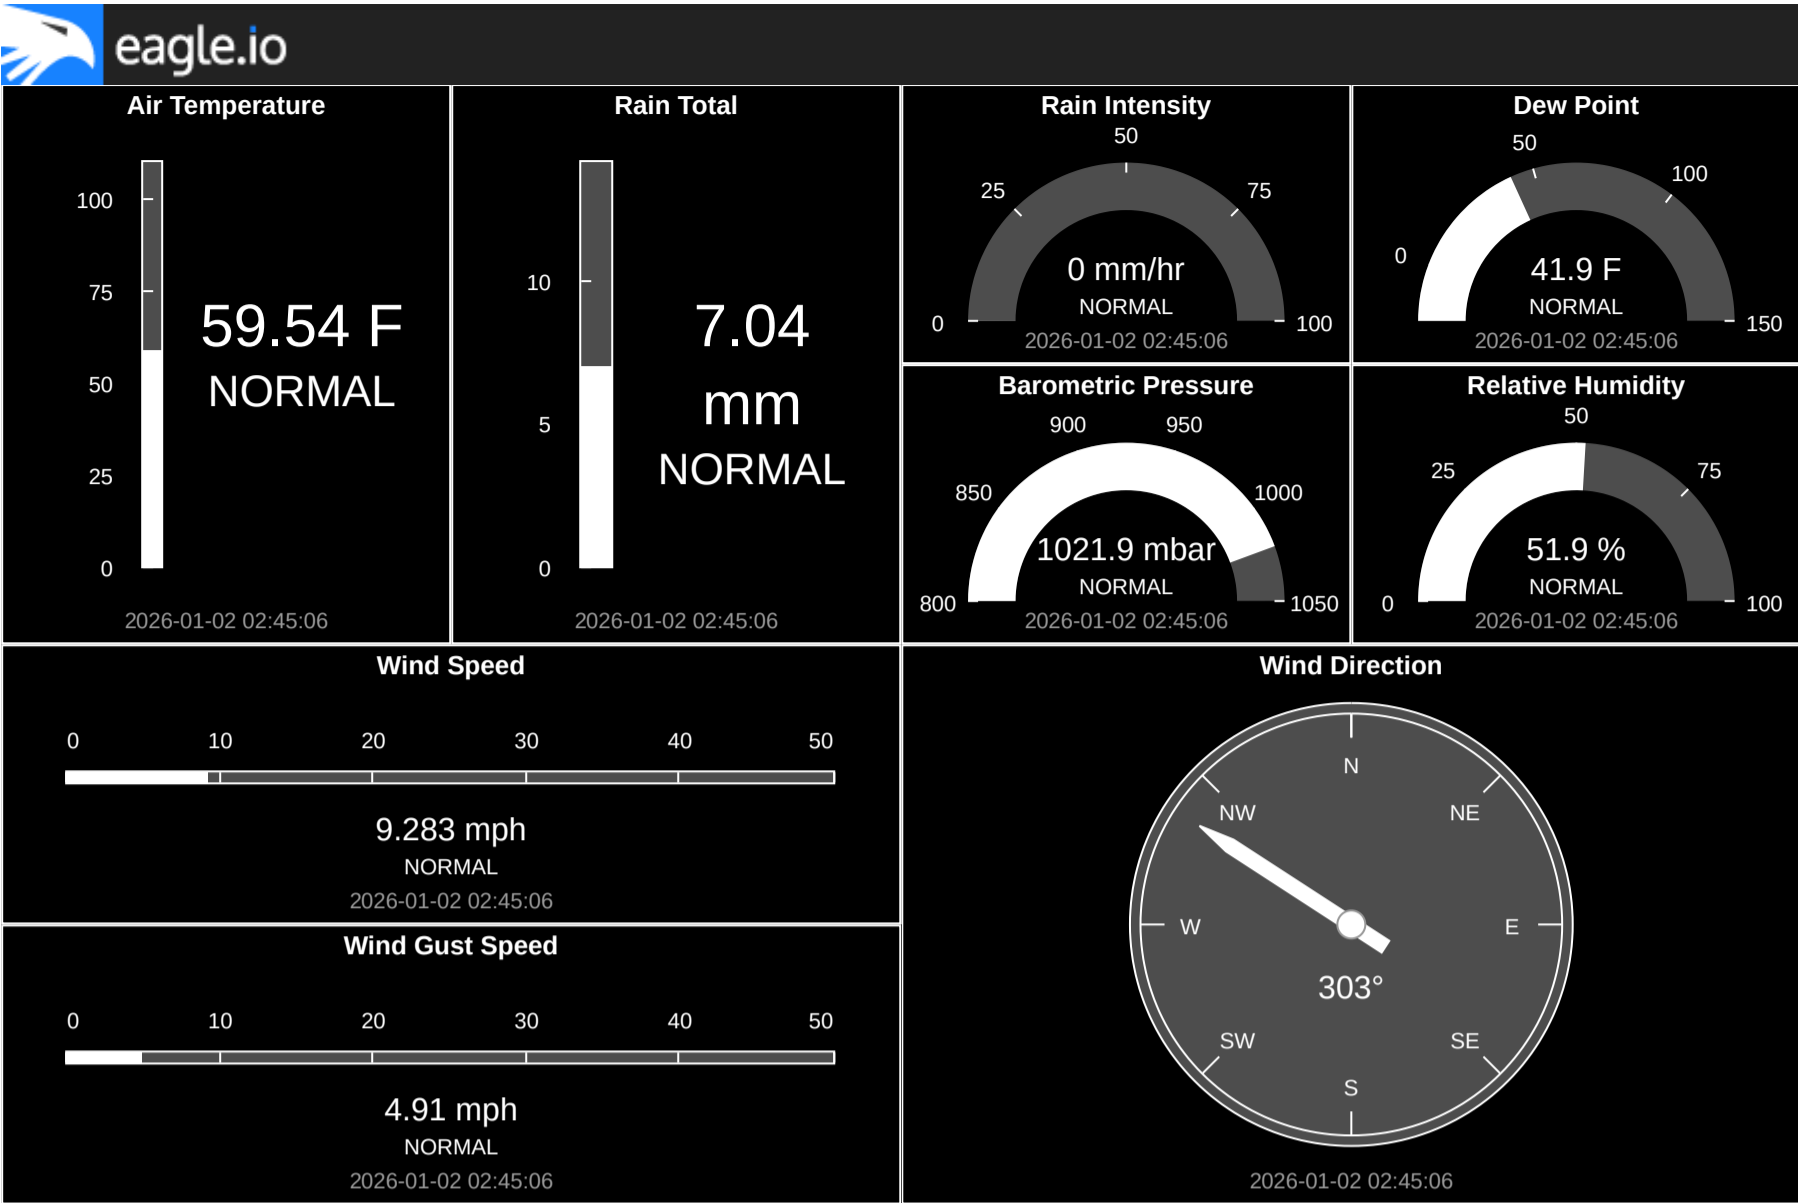 eagle.io
Air Temperature
100
75
50
25
0
59.54 F
NORMAL
2026-01-02 02:45:06
Rain Total
10
5
0
7.04
mm
NORMAL
2026-01-02 02:45:06
Rain Intensity
50
25
75
0
100
0 mm/hr
NORMAL
2026-01-02 02:45:06
Dew Point
50
100
0
150
41.9 F
NORMAL
2026-01-02 02:45:06
Barometric Pressure
900
950
850
1000
800
1050
1021.9 mbar
NORMAL
2026-01-02 02:45:06
Relative Humidity
50
25
75
0
100
51.9 %
NORMAL
2026-01-02 02:45:06
Wind Speed
0 10 20 30 40 50
9.283 mph
NORMAL
2026-01-02 02:45:06
Wind Gust Speed
0 10 20 30 40 50
4.91 mph
NORMAL
2026-01-02 02:45:06
Wind Direction
N
NW
NE
W
E
303°
SW
SE
S
2026-01-02 02:45:06